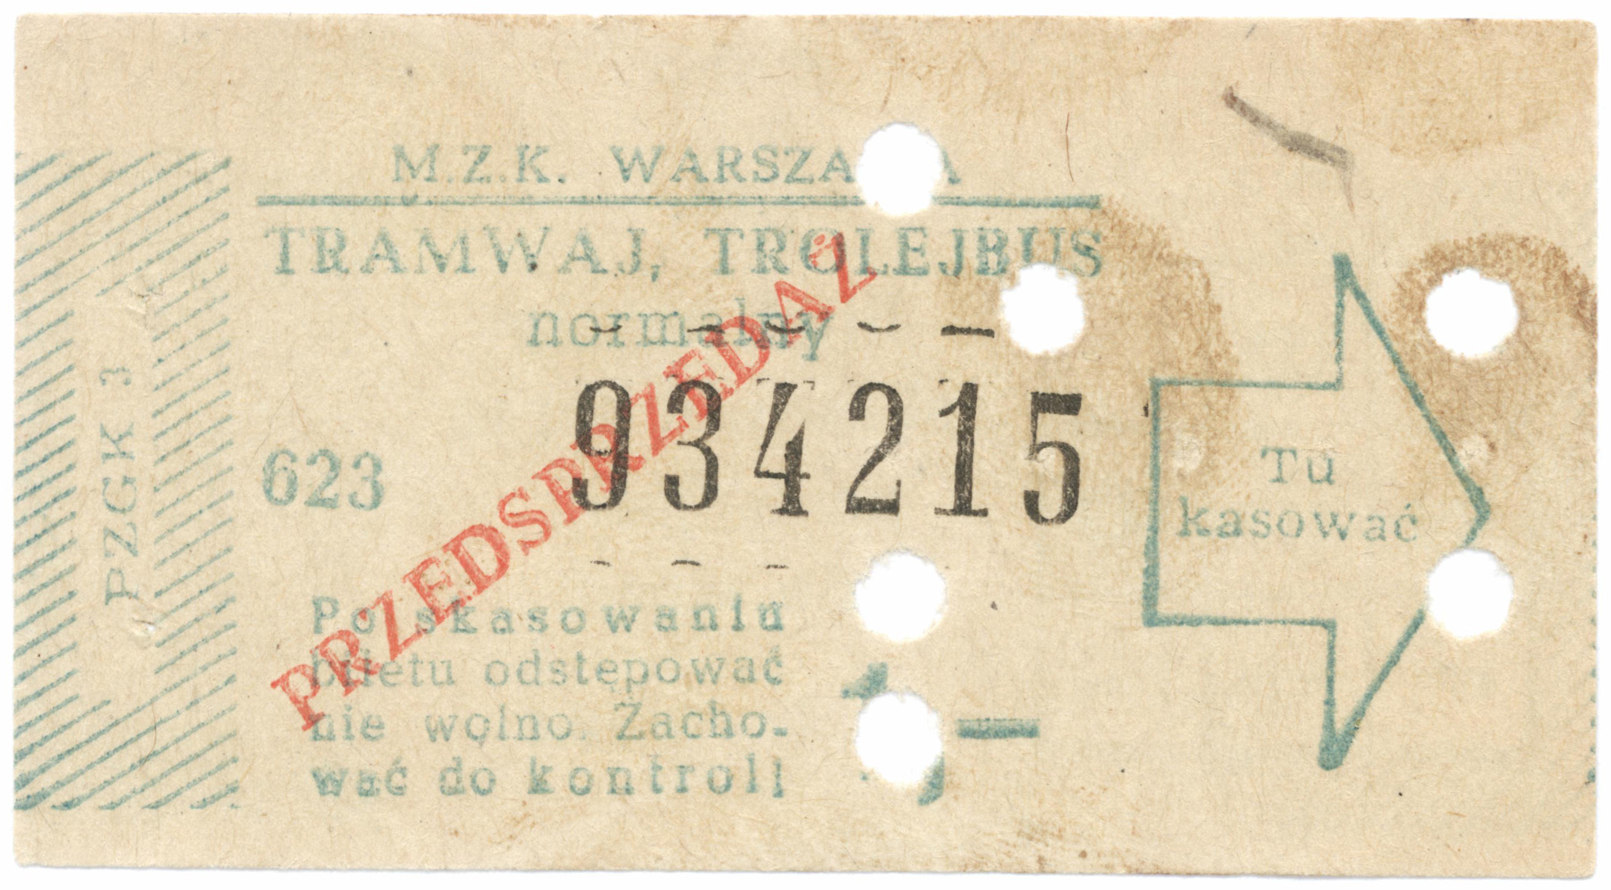 M.Z.K. WARSZAWA
TRAMWAJ, TROLEJBUS
normalny
PRZEDSPRZEDAŻ
934215
623
PZGK 3
Tu
kasować
Po skasowaniu
biletu odstępować
nie wolno. Zacho-
wać do kontroli
1,—